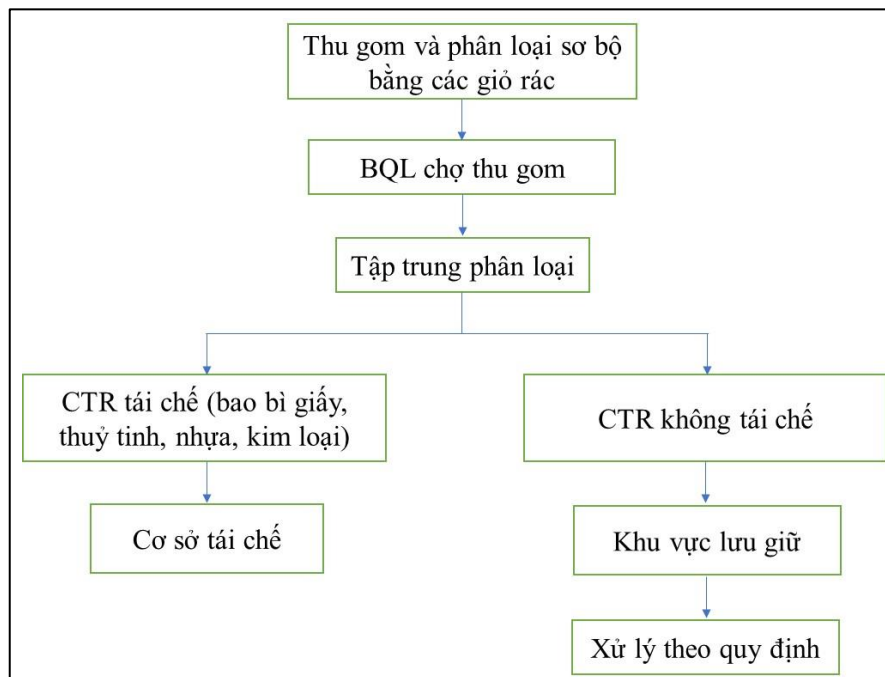 Thu gom và phân loại sơ bộ
bằng các giỏ rác
BQL chợ thu gom
Tập trung phân loại
CTR tái chế (bao bì giấy,
thuỷ tinh, nhựa, kim loại)
CTR không tái chế
Cơ sở tái chế
Khu vực lưu giữ
Xử lý theo quy định